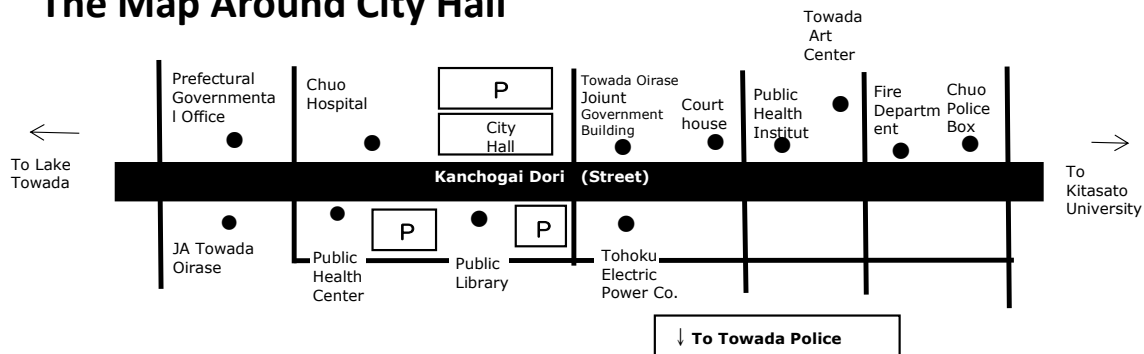 The Map Around City Hall
Towada
Art
Center
Prefectural
Governmenta
l Office
Chuo
Hospital
P
City
Hall
Towada Oirase
Joiunt
Government
Building
Court
house
Public
Health
Institut
Fire
Departm
ent
Chuo
Police
Box
To Lake
Towada
Kanchogai Dori (Street)
To
Kitasato
University
JA Towada
Oirase
Public
Health
Center
P
Public
Library
P
Tohoku
Electric
Power Co.
↓ To Towada Police